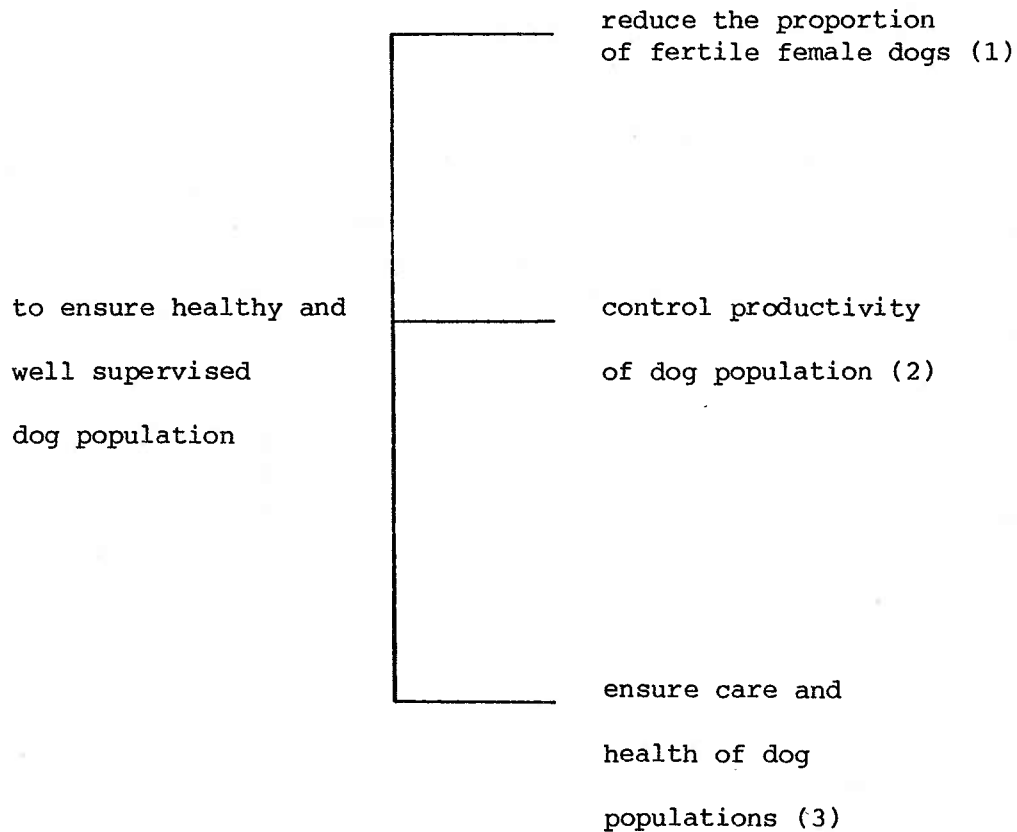 reduce the proportion
of fertile female dogs (1)
to ensure healthy and
well supervised
dog population
control productivity
of dog population (2)
ensure care and
health of dog
populations (3)